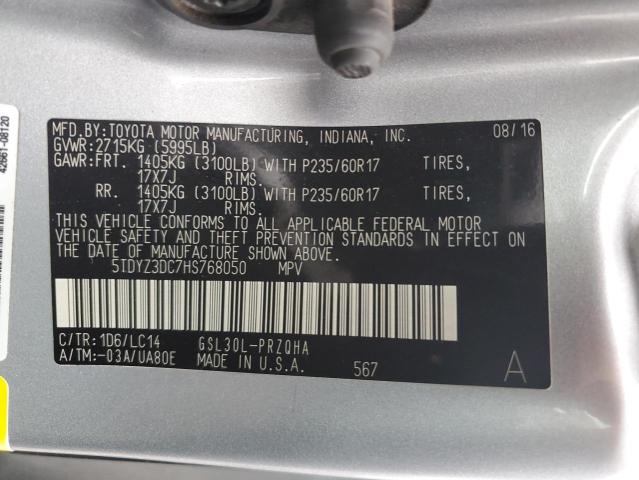 MFD.BY:TOYOTA MOTOR MANUFACTURING, INDIANA, INC. 08/16
GVWR:2715KG (5995LB)
GAWR:FRT. 1405KG (3100LB) WITH P235/60R17 TIRES,
17X7J RIMS.
RR. 1405KG (3100LB) WITH P235/60R17 TIRES,
17X7J RIMS.
THIS VEHICLE CONFORMS TO ALL APPLICABLE FEDERAL MOTOR
VEHICLE SAFETY AND THEFT PREVENTION STANDARDS IN EFFECT
ON THE DATE OF MANUFACTURE SHOWN ABOVE.
5TDYZ3DC7HS768050 MPV
C/TR:1D6/LC14 GSL30L-PRZQHA
A/TM:-03A/UA80E MADE IN U.S.A. 567 A
42661-08120